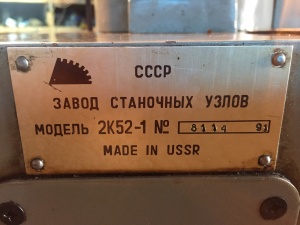 СССР
ЗАВОД СТАНОЧНЫХ УЗЛОВ
МОДЕЛЬ 2К52-1 № 8114 91
MADE IN USSR